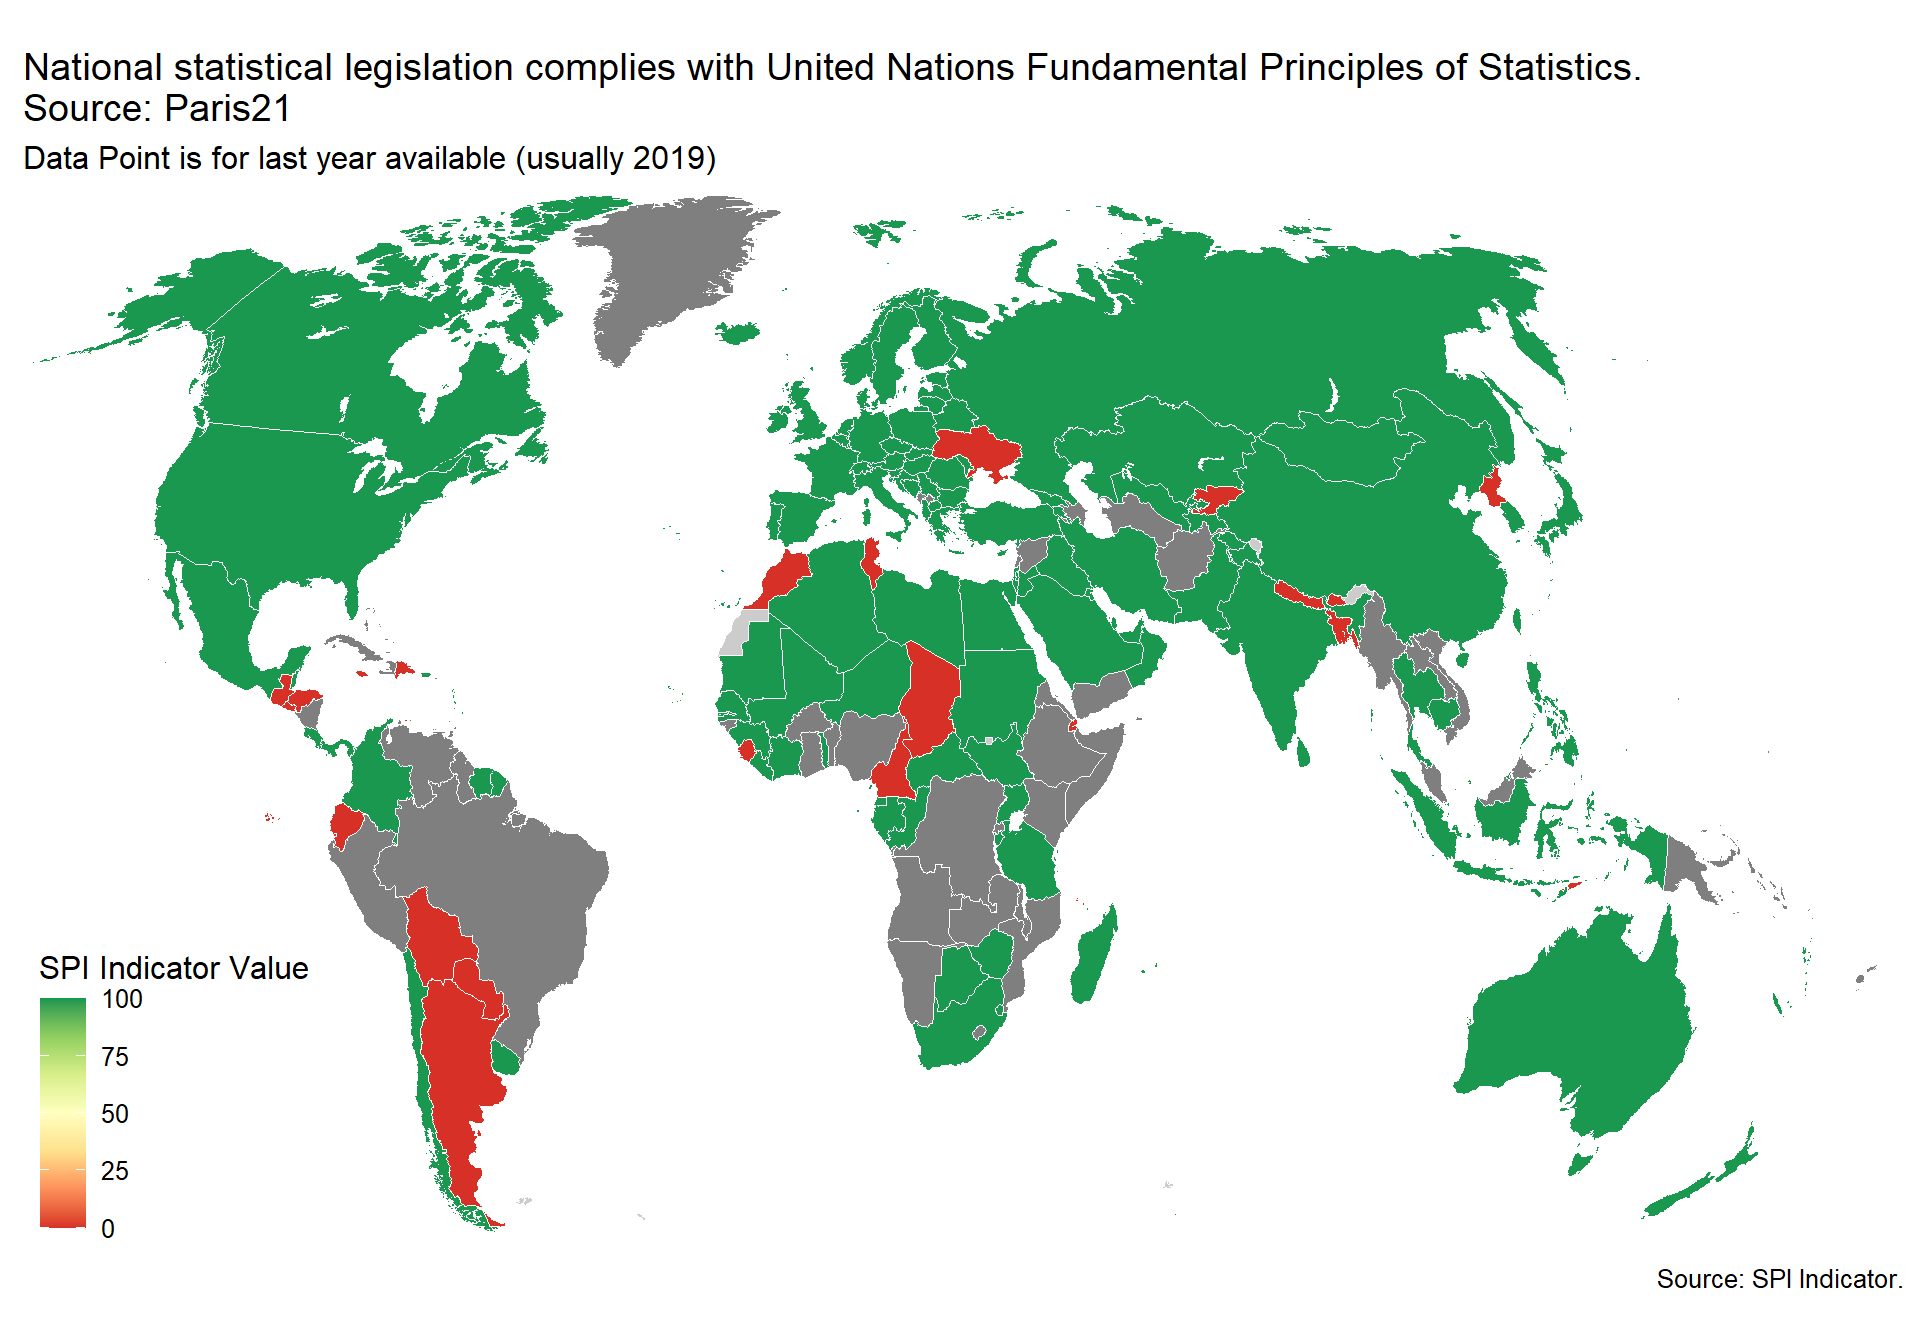 National statistical legislation complies with United Nations Fundamental Principles of Statistics.
Source: Paris21
Data Point is for last year available (usually 2019)
SPI Indicator Value
100
75
50
25
0
Source: SPI Indicator.